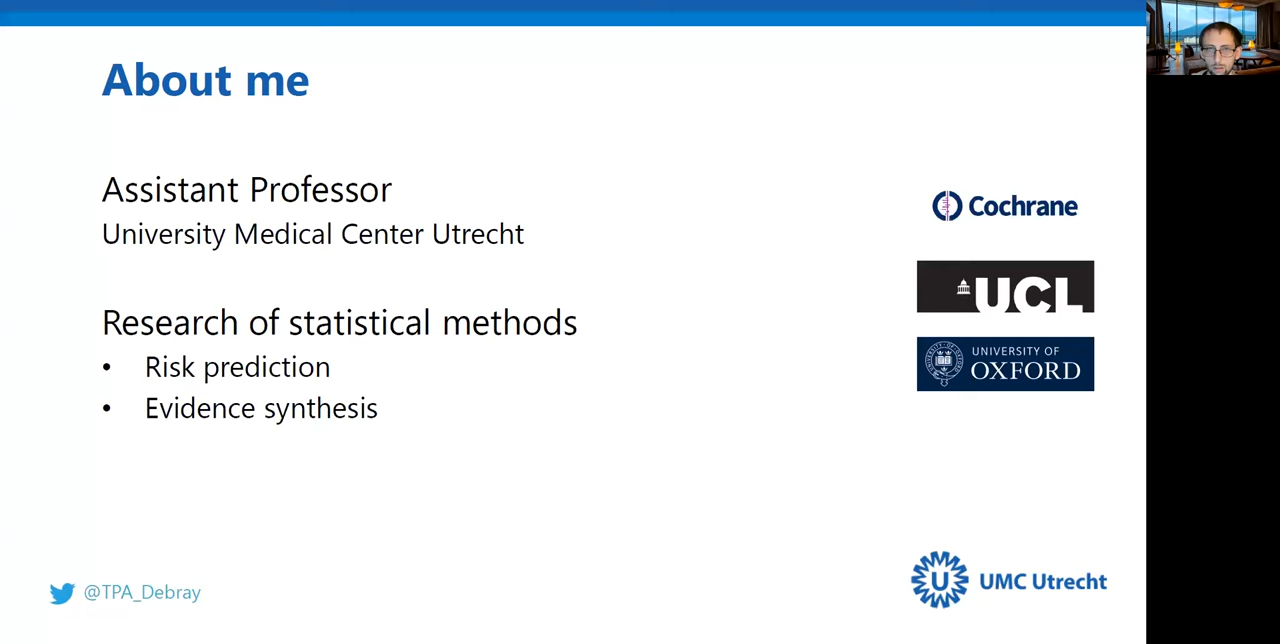 About me
Assistant Professor
University Medical Center Utrecht
Research of statistical methods
• Risk prediction
• Evidence synthesis
Cochrane
UCL
UNIVERSITY OF
OXFORD
@TPA_Debray
UMC Utrecht